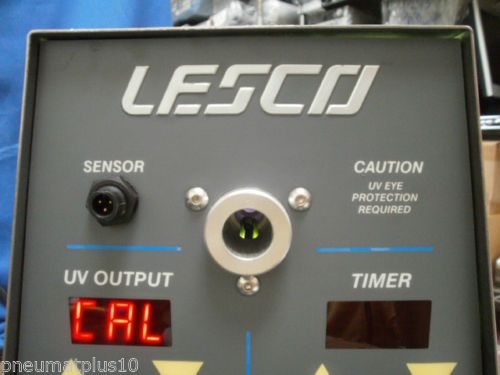 LESCO
SENSOR
CAUTION
UV EYE
PROTECTION
REQUIRED
UV OUTPUT
TIMER
CAL
pneumatplus10